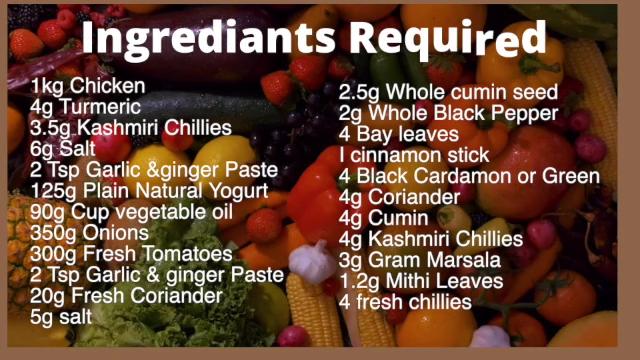 Ingrediants Required
1kg Chicken
4g Turmeric
3.5g Kashmiri Chillies
6g Salt
2 Tsp Garlic &ginger Paste
125g Plain Natural Yogurt
90g Cup vegetable oil
350g Onions
300g Fresh Tomatoes
2 Tsp Garlic & ginger Paste
20g Fresh Coriander
5g salt
2.5g Whole cumin seed
2g Whole Black Pepper
4 Bay leaves
I cinnamon stick
4 Black Cardamon or Green
4g Coriander
4g Cumin
4g Kashmiri Chillies
3g Gram Marsala
1.2g Mithi Leaves
4 fresh chillies